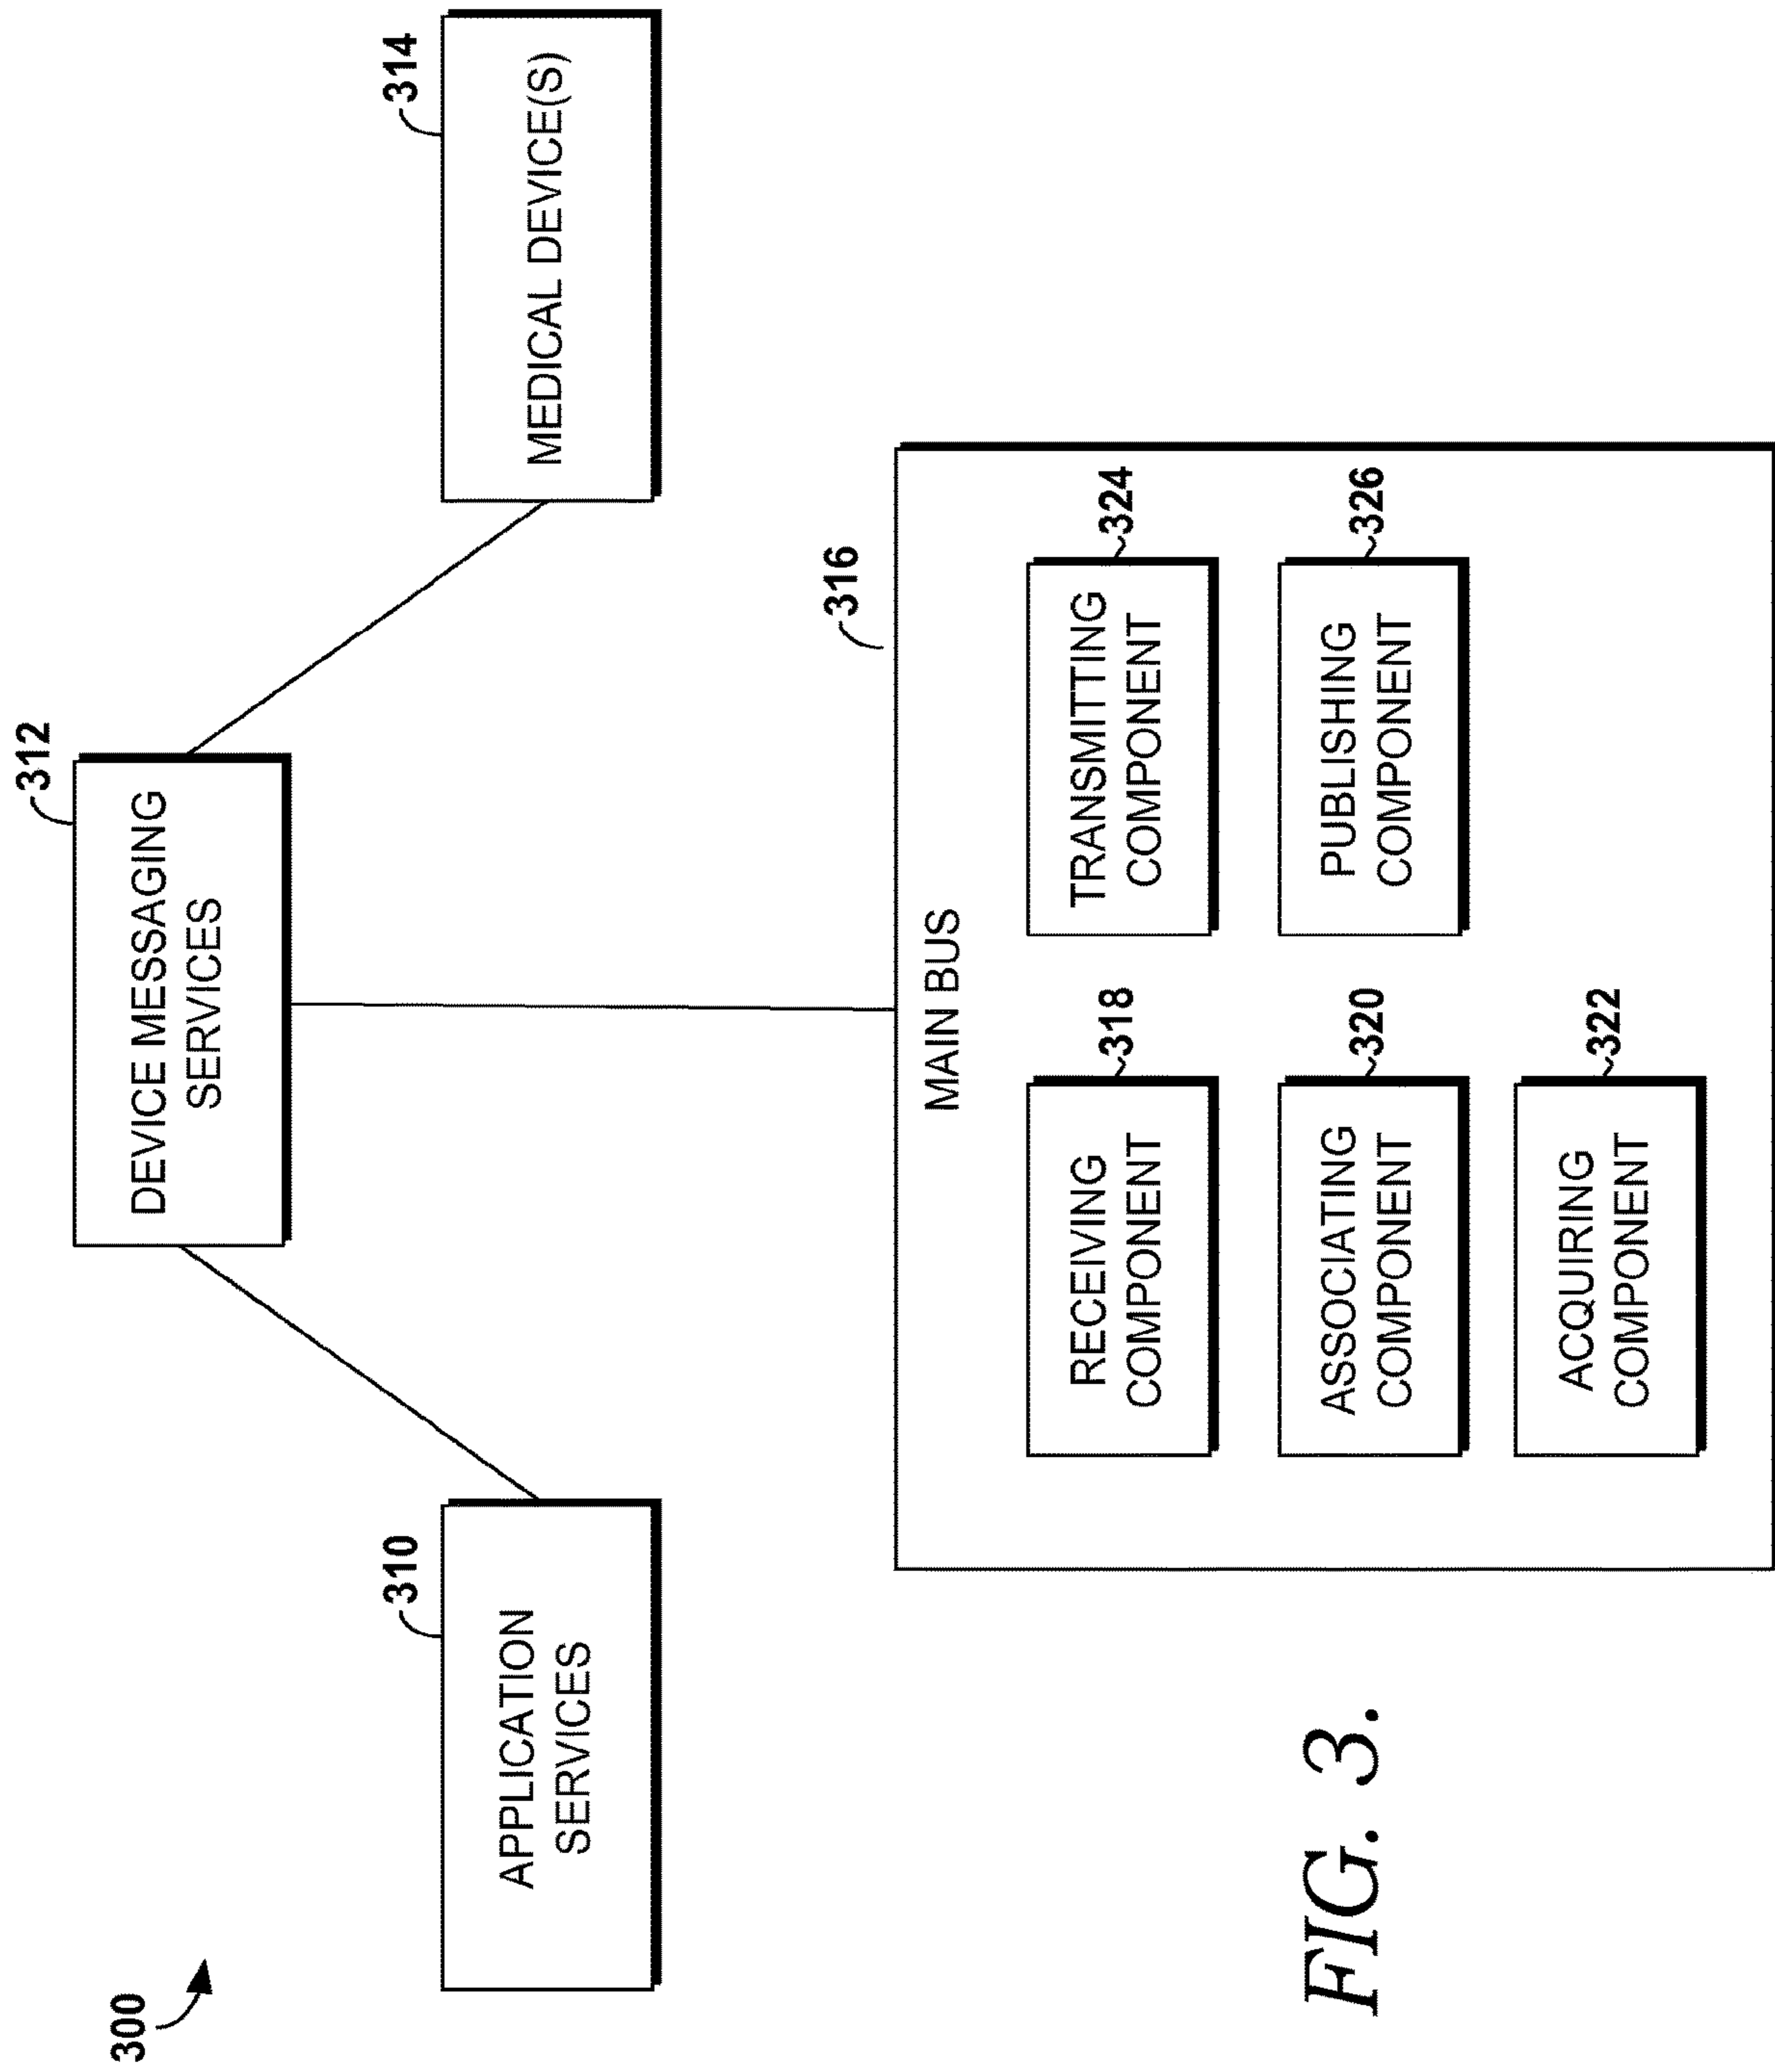 300
312
DEVICE MESSAGING
SERVICES
310
APPLICATION
SERVICES
314
MEDICAL DEVICE(S)
316
MAIN BUS
318
RECEIVING
COMPONENT
324
TRANSMITTING
COMPONENT
320
ASSOCIATING
COMPONENT
326
PUBLISHING
COMPONENT
322
ACQUIRING
COMPONENT
FIG. 3.